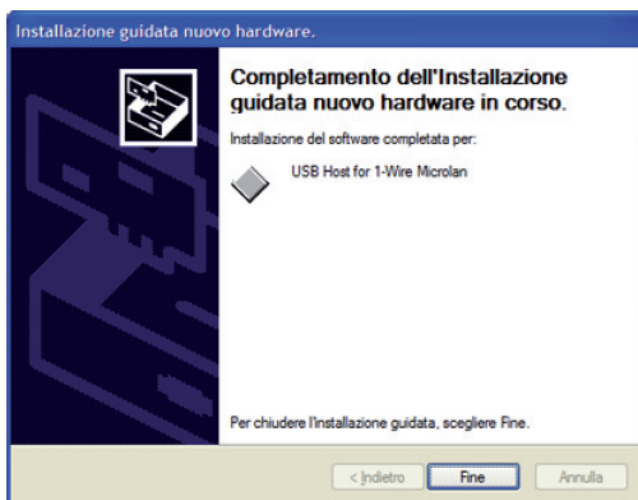 Installazione guidata nuovo hardware.
Completamento dell'Installazione
guidata nuovo hardware in corso.
Installazione del software completata per:
USB Host for 1-Wire Microlan
Per chiudere l'Installazione guidata, scegliere Fine.
< Indietro
Fine
Annulla